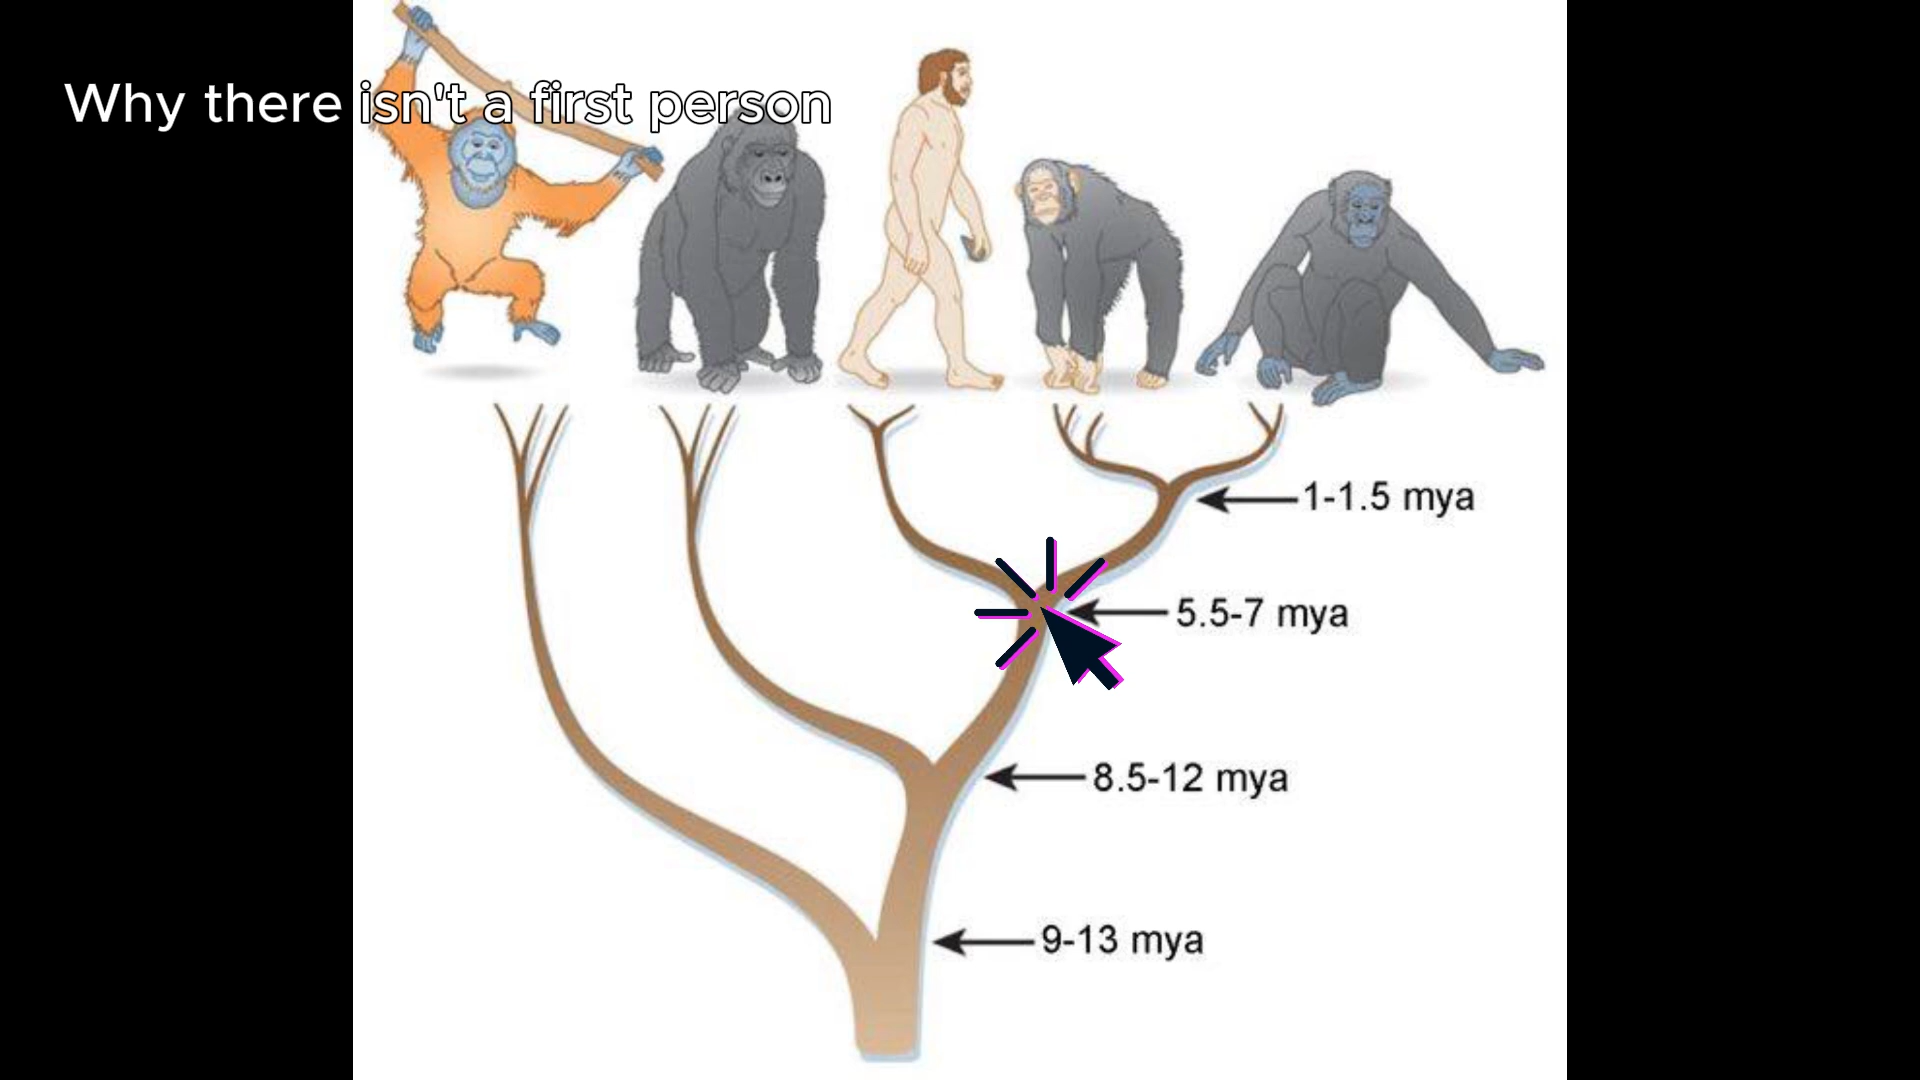 Why there isn't a first person
1-1.5 mya
5.5-7 mya
8.5-12 mya
9-13 mya